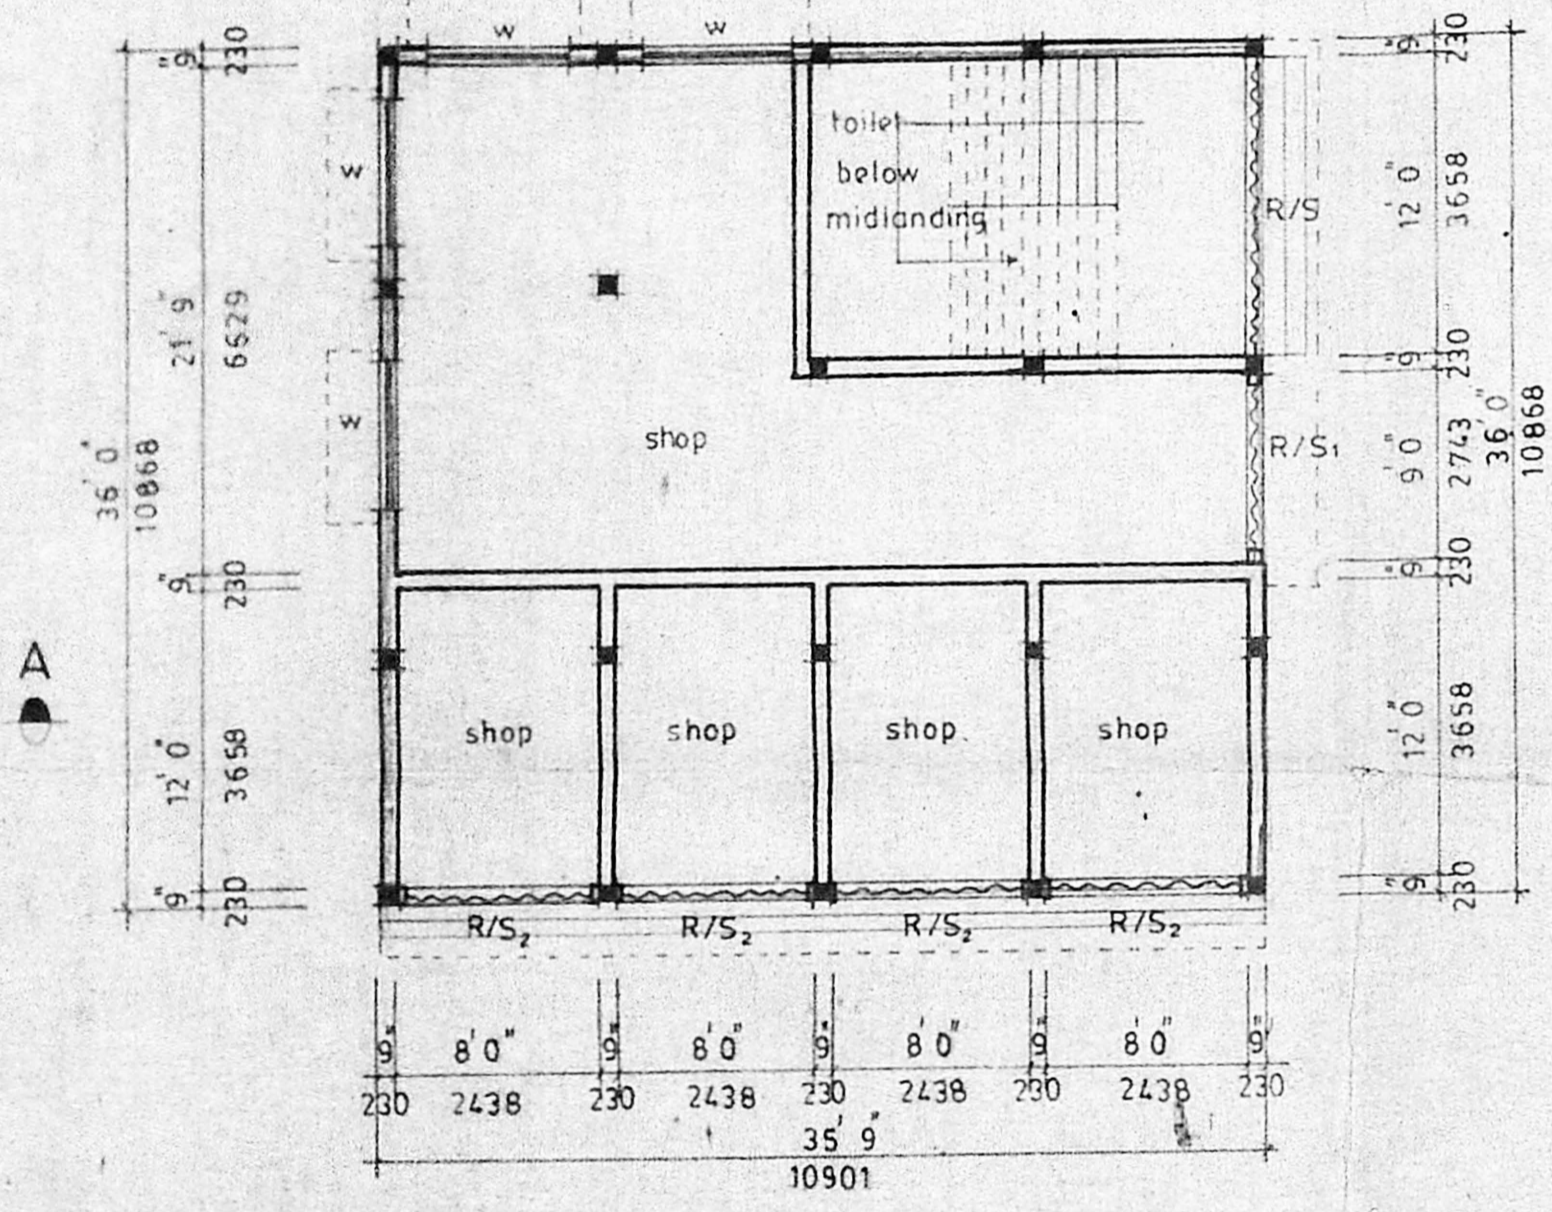 w
w
9" 230
9" 230
toilet
12' 0" 3658
w
below
midlanding
R/S
21' 9" 6629
9" 230
36' 0" 10868
36' 0" 10868
9' 0" 2743
w
shop
R/S1
9" 230
9" 230
A
12' 0" 3658
shop
shop
shop
shop
12' 0" 3658
9" 230
9" 230
R/S2
R/S2
R/S2
R/S2
9" 8' 0" 9" 8' 0" 9" 8' 0" 9" 8' 0" 9"
230 2438 230 2438 230 2438 230 2438 230
35' 9"
10901